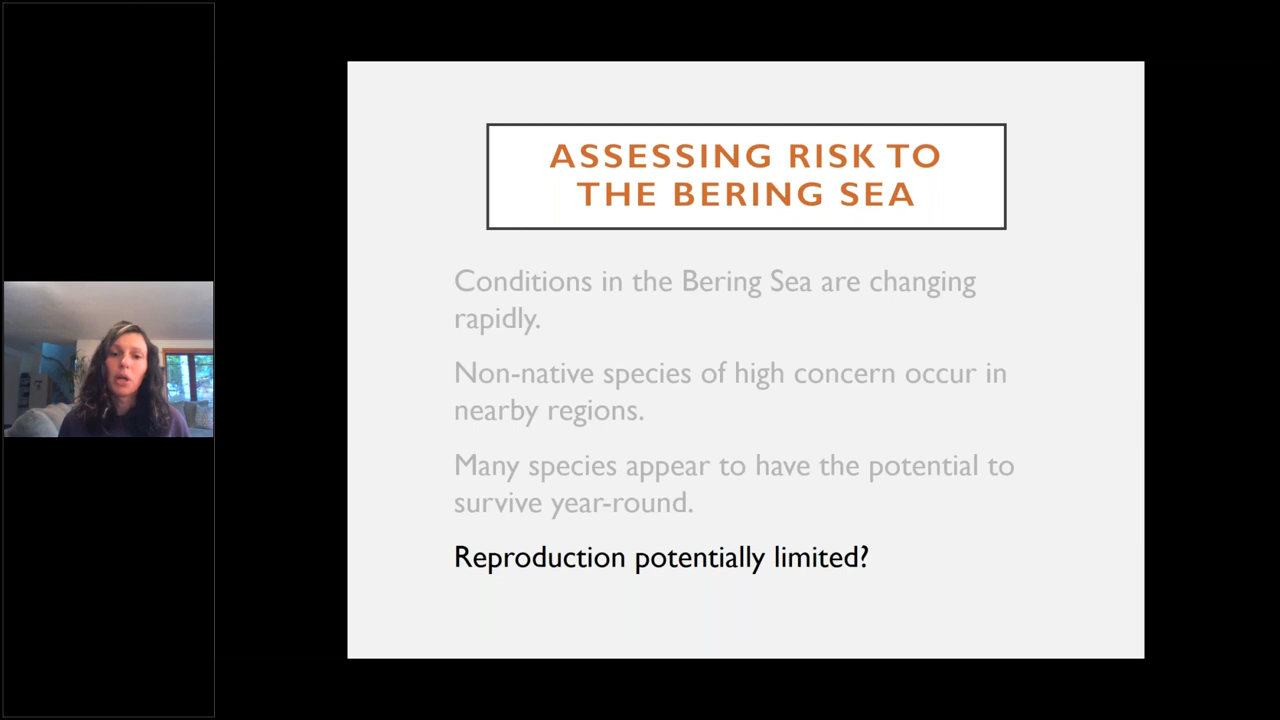 ASSESSING RISK TO
THE BERING SEA
Conditions in the Bering Sea are changing
rapidly.
Non-native species of high concern occur in
nearby regions.
Many species appear to have the potential to
survive year-round.
Reproduction potentially limited?